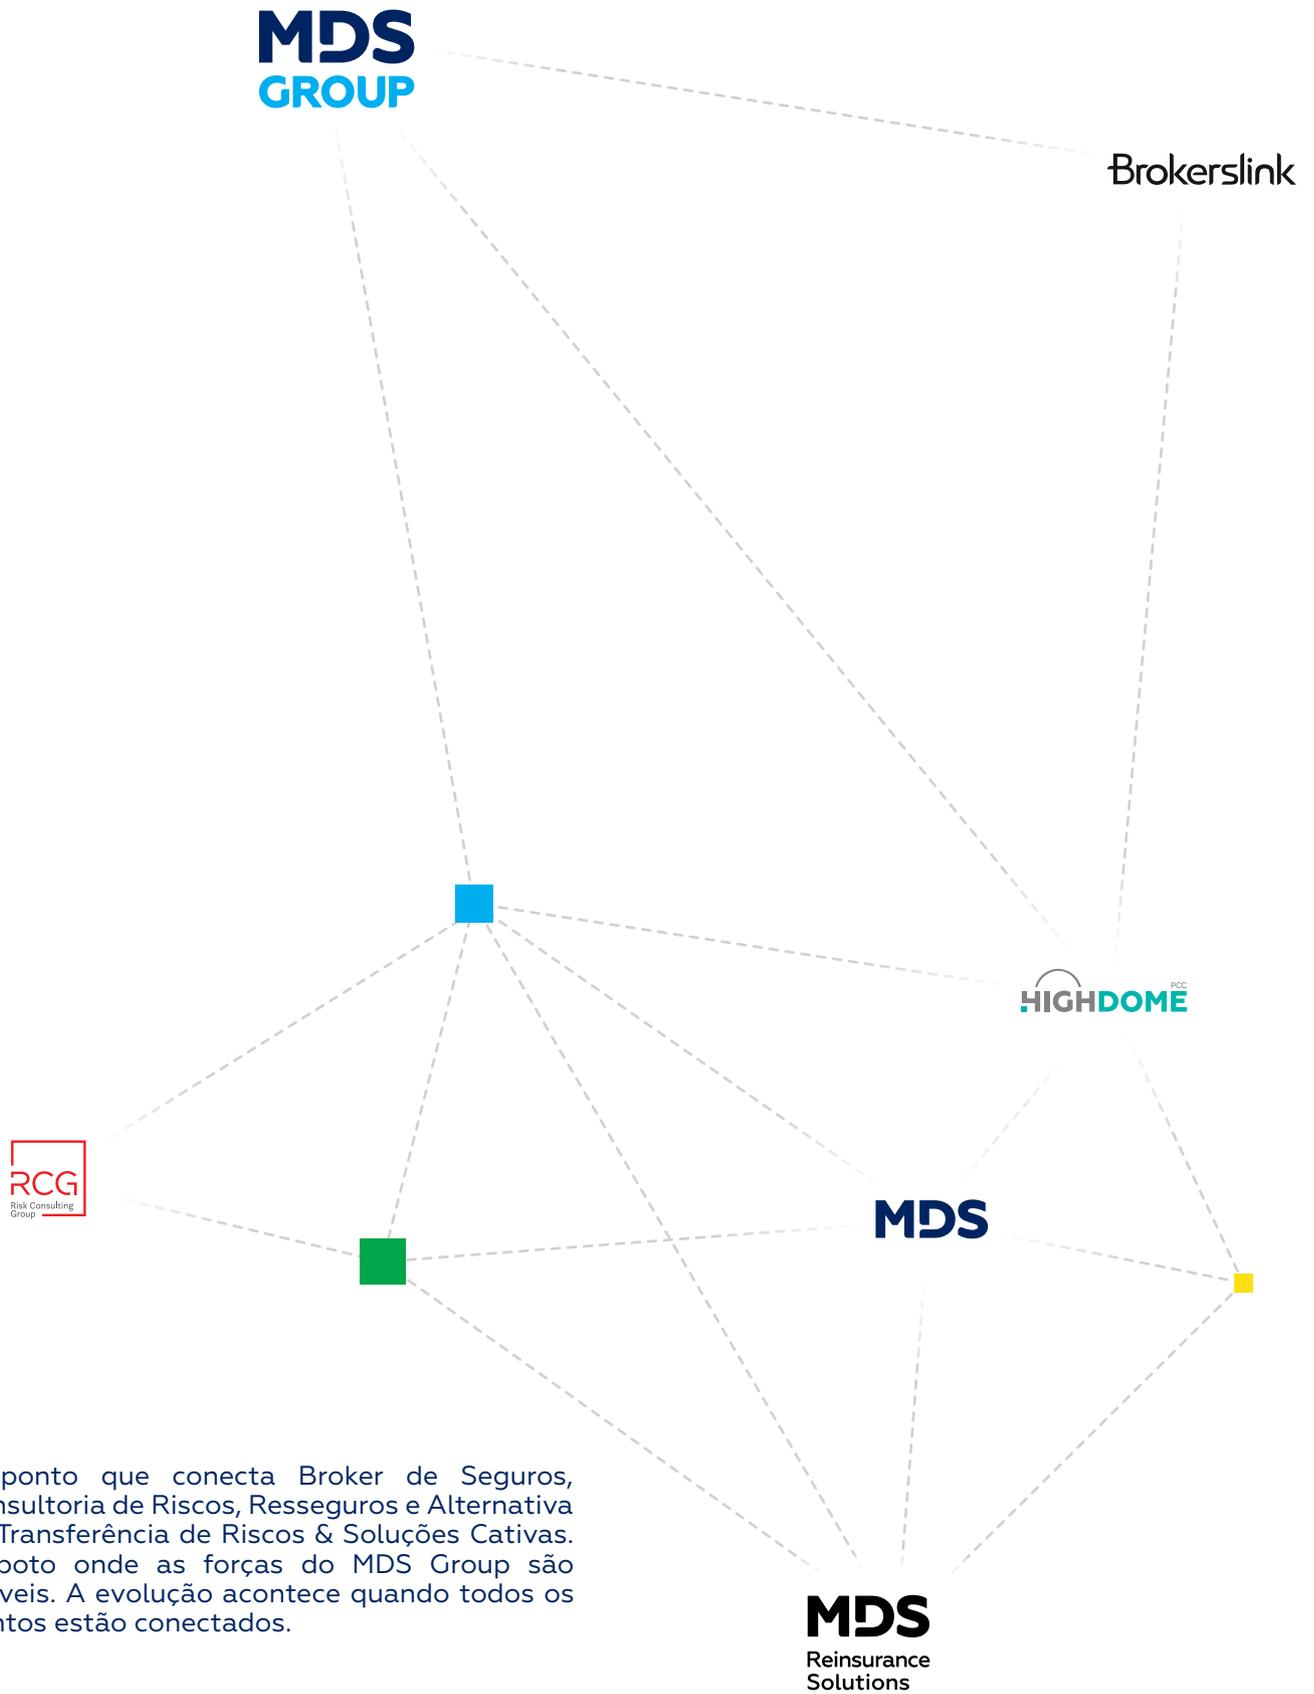 MDS
GROUP
Brokerslink
PCC
HIGHDOME
RCG
Risk Consulting
Group
MDS
ponto que conecta Broker de Seguros,
nsultoria de Riscos, Resseguros e Alternativa
Transferência de Riscos & Soluções Cativas.
poto onde as forças do MDS Group são
veis. A evolução acontece quando todos os
ntos estão conectados.
MDS
Reinsurance
Solutions